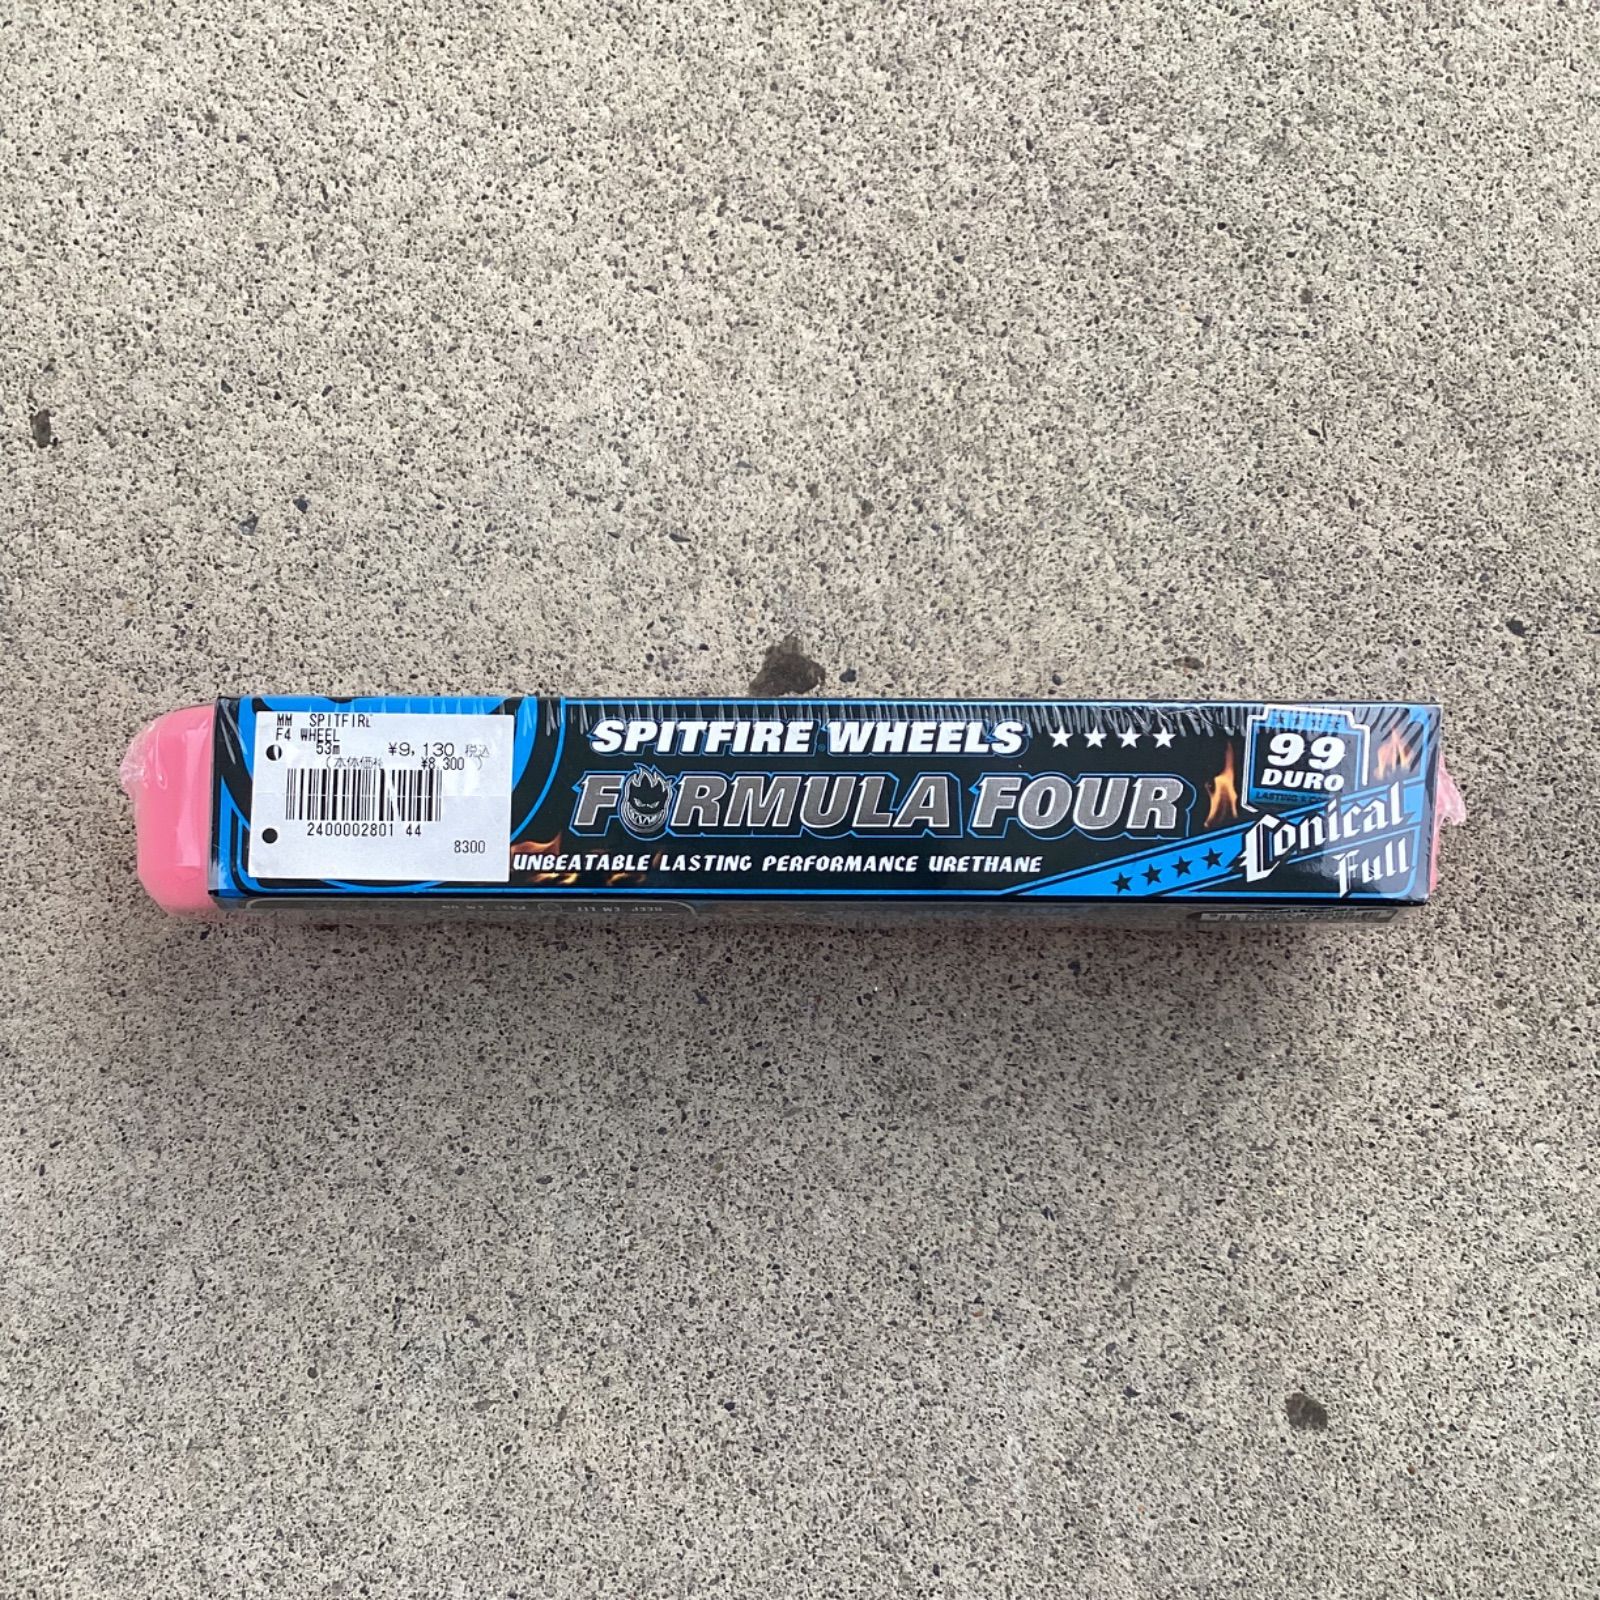 MM SPITFIRE
F4 WHEEL
53m ¥9,130 税込
(本体価格 ¥8,300 )
2400002801 44
8300
SPITFIRE WHEELS ★★★★
FORMULA FOUR
UNBEATABLE LASTING PERFORMANCE URETHANE
99
DURO
Conical
Full
★★★★